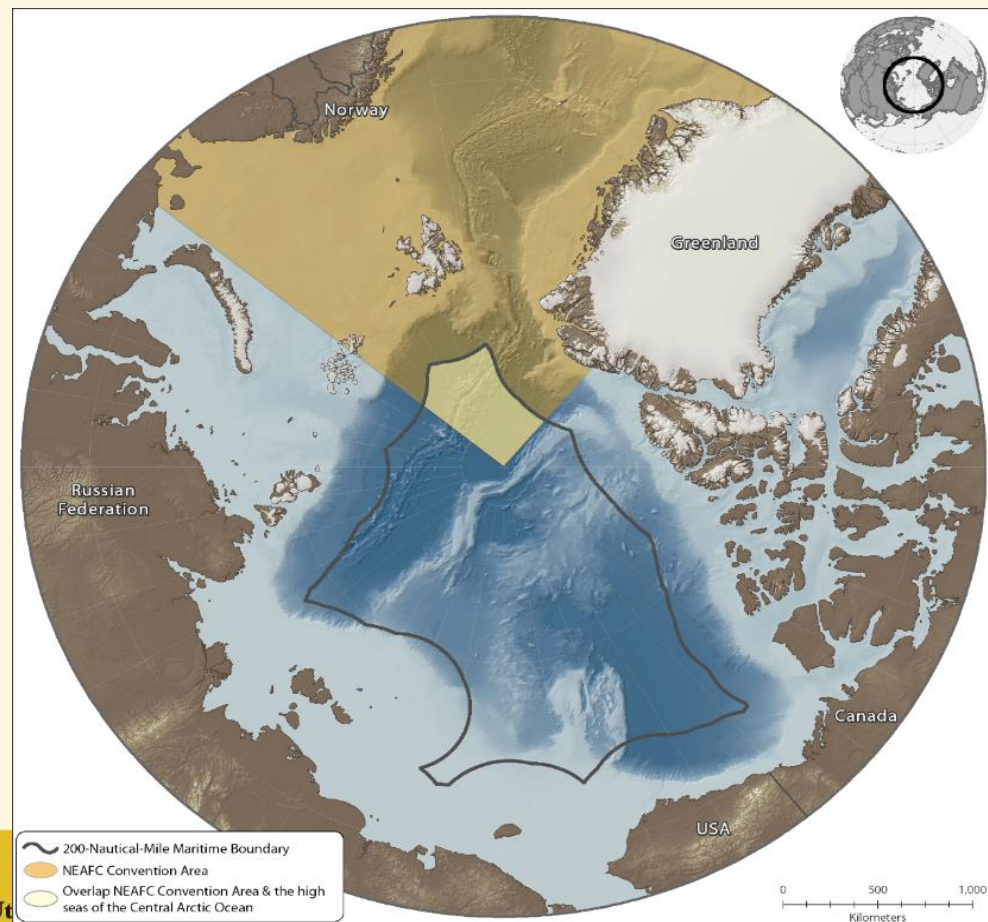 Norway
Greenland
Russian
Federation
Canada
USA
200-Nautical-Mile Maritime Boundary
NEAFC Convention Area
Overlap NEAFC Convention Area & the high
seas of the Central Arctic Ocean
0 500 1,000
Kilometers